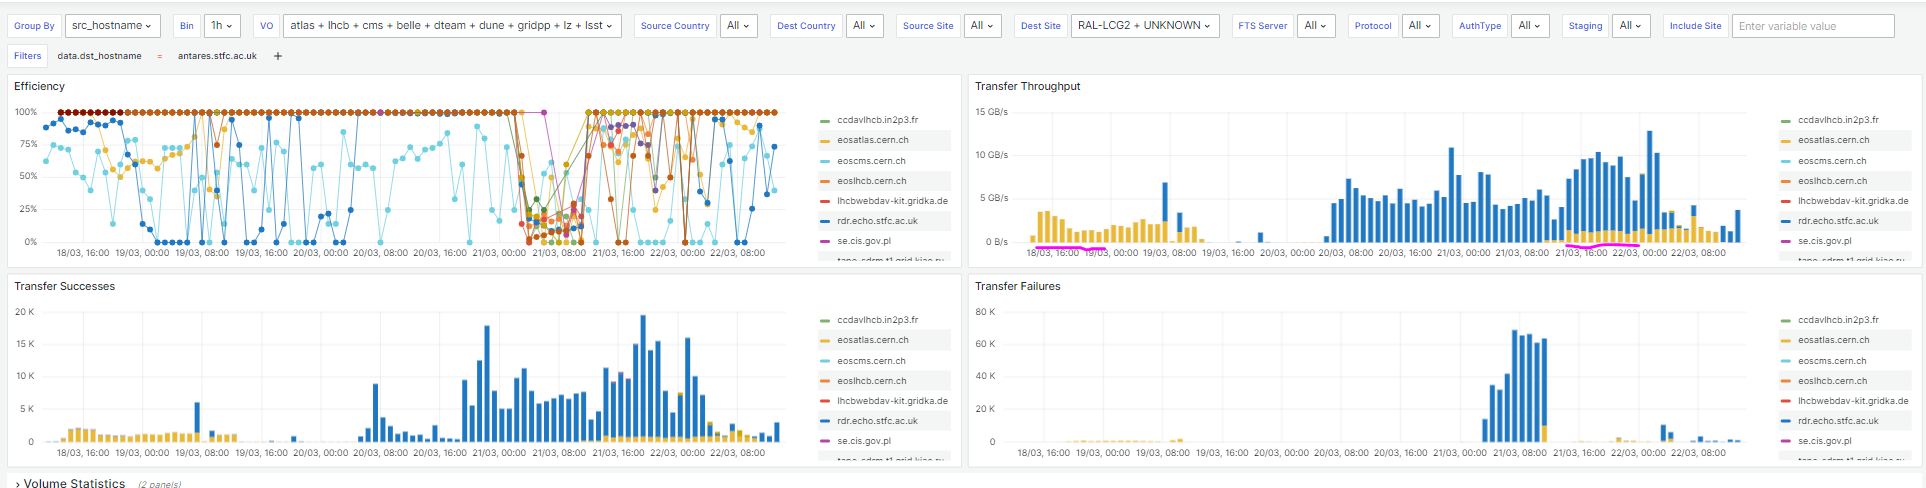 Group By src_hostname Bin 1h VO atlas + lhcb + cms + belle + dteam + dune + gridpp + lz + lsst Source Country All Dest Country All Source Site All Dest Site RAL-LCG2 + UNKNOWN FTS Server All Protocol All AuthType All Staging All Include Site Enter variable value
Filters data.dst_hostname = antares.stfc.ac.uk +
Efficiency
100%
75%
50%
25%
0%
18/03, 16:00 19/03, 00:00 19/03, 08:00 19/03, 16:00 20/03, 00:00 20/03, 08:00 20/03, 16:00 21/03, 00:00 21/03, 08:00 21/03, 16:00 22/03, 00:00 22/03, 08:00
ccdavlhcb.in2p3.fr
eosatlas.cern.ch
eoscms.cern.ch
eoslhcb.cern.ch
lhcbwebdav-kit.gridka.de
rdr.echo.stfc.ac.uk
se.cis.gov.pl
Transfer Throughput
15 GB/s
10 GB/s
5 GB/s
0 B/s
18/03, 16:00 19/03, 00:00 19/03, 08:00 19/03, 16:00 20/03, 00:00 20/03, 08:00 20/03, 16:00 21/03, 00:00 21/03, 08:00 21/03, 16:00 22/03, 00:00 22/03, 08:00
ccdavlhcb.in2p3.fr
eosatlas.cern.ch
eoscms.cern.ch
eoslhcb.cern.ch
lhcbwebdav-kit.gridka.de
rdr.echo.stfc.ac.uk
se.cis.gov.pl
Transfer Successes
20 K
15 K
10 K
5 K
0
18/03, 16:00 19/03, 00:00 19/03, 08:00 19/03, 16:00 20/03, 00:00 20/03, 08:00 20/03, 16:00 21/03, 00:00 21/03, 08:00 21/03, 16:00 22/03, 00:00 22/03, 08:00
ccdavlhcb.in2p3.fr
eosatlas.cern.ch
eoscms.cern.ch
eoslhcb.cern.ch
lhcbwebdav-kit.gridka.de
rdr.echo.stfc.ac.uk
se.cis.gov.pl
Transfer Failures
80 K
60 K
40 K
20 K
0
18/03, 16:00 19/03, 00:00 19/03, 08:00 19/03, 16:00 20/03, 00:00 20/03, 08:00 20/03, 16:00 21/03, 00:00 21/03, 08:00 21/03, 16:00 22/03, 00:00 22/03, 08:00
ccdavlhcb.in2p3.fr
eosatlas.cern.ch
eoscms.cern.ch
eoslhcb.cern.ch
lhcbwebdav-kit.gridka.de
rdr.echo.stfc.ac.uk
se.cis.gov.pl
› Volume Statistics (2 panels)